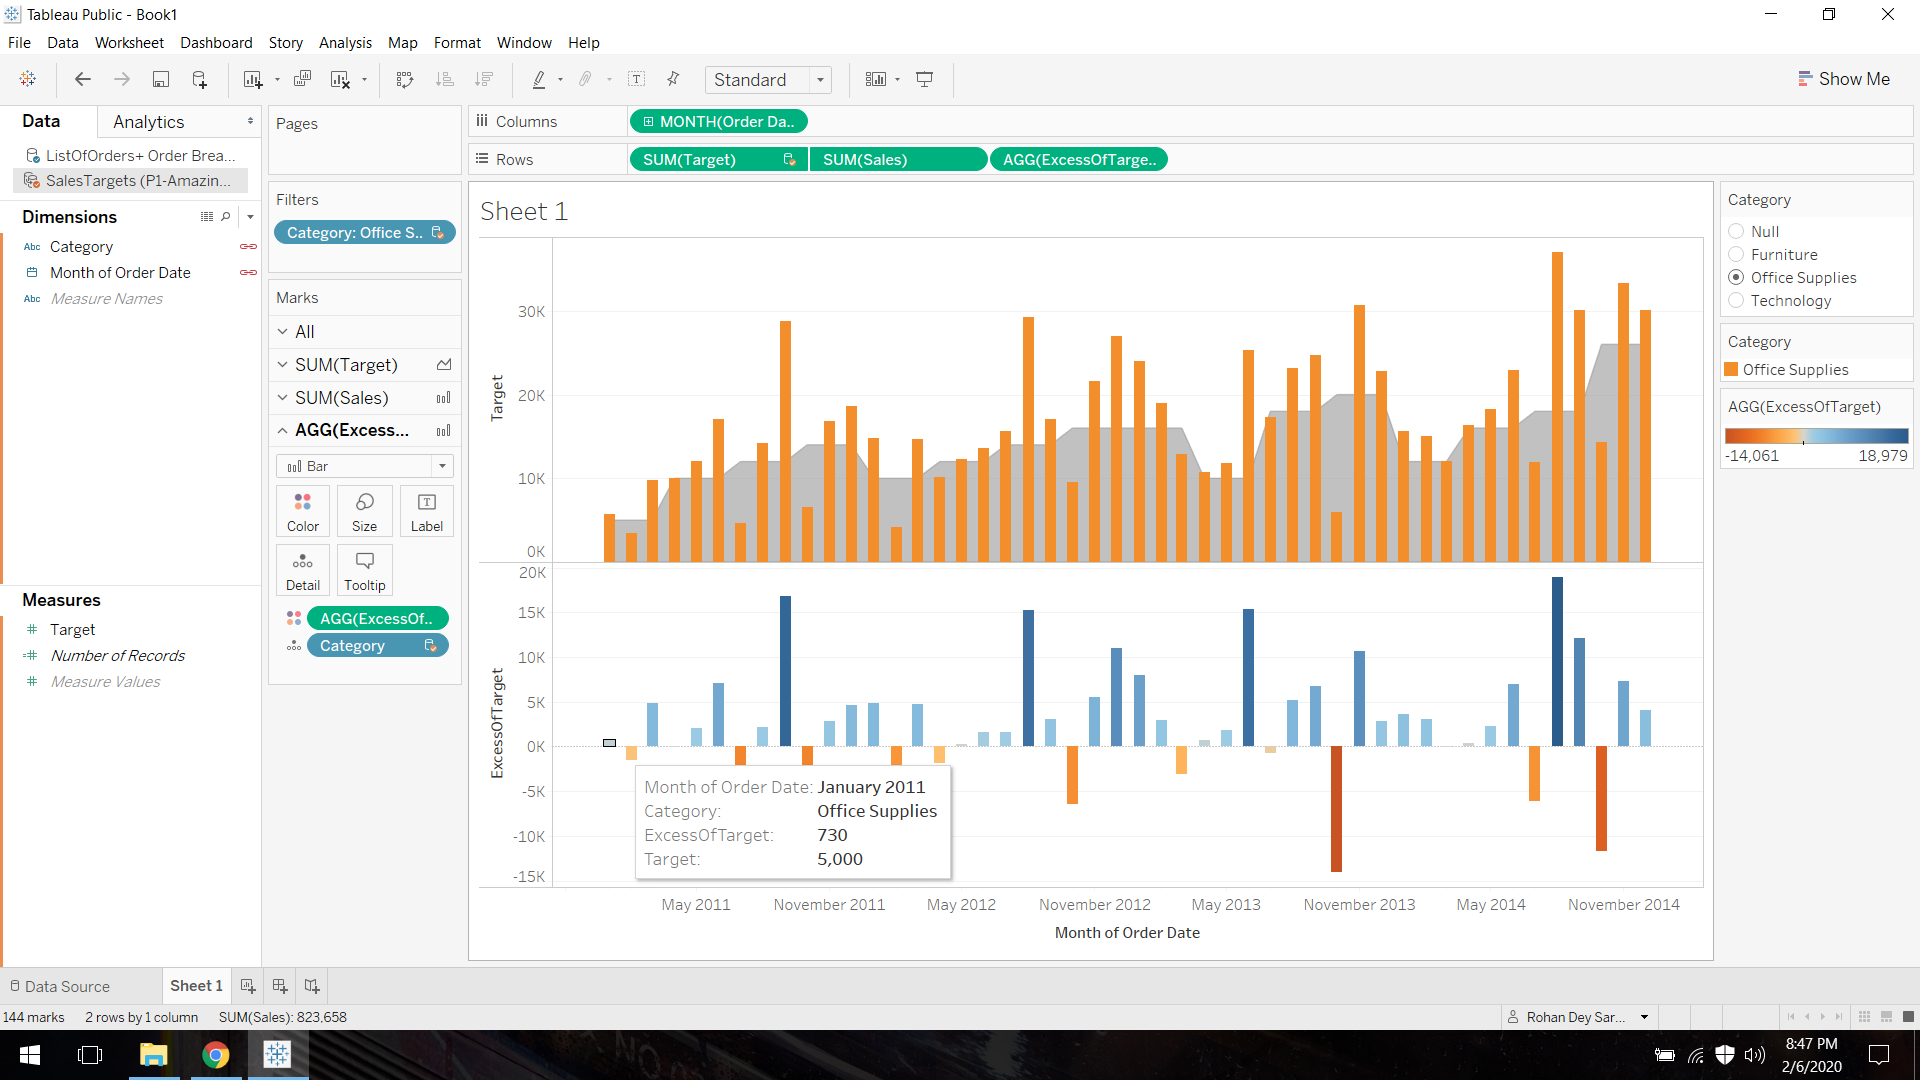 Tableau Public - Book1
File Data Worksheet Dashboard Story Analysis Map Format Window Help
Standard
Show Me
Data
Analytics
ListOfOrders+ Order Brea...
SalesTargets (P1-Amazin...
Dimensions
Abc Category
Month of Order Date
Abc Measure Names
Measures
Target
Number of Records
Measure Values
Pages
Filters
Category: Office S..
Marks
All
SUM(Target)
SUM(Sales)
AGG(Excess...
Bar
Color
Size
Label
Detail
Tooltip
AGG(ExcessOf..
Category
Columns
MONTH(Order Da..
Rows
SUM(Target)
SUM(Sales)
AGG(ExcessOfTarge..
Sheet 1
Target
30K
20K
10K
0K
ExcessOfTarget
20K
15K
10K
5K
0K
-5K
-10K
-15K
Month of Order Date: January 2011
Category: Office Supplies
ExcessOfTarget: 730
Target: 5,000
May 2011
November 2011
May 2012
November 2012
May 2013
November 2013
May 2014
November 2014
Month of Order Date
Category
Null
Furniture
Office Supplies
Technology
Category
Office Supplies
AGG(ExcessOfTarget)
-14,061 18,979
Data Source
Sheet 1
144 marks 2 rows by 1 column SUM(Sales): 823,658
Rohan Dey Sar...
8:47 PM
2/6/2020